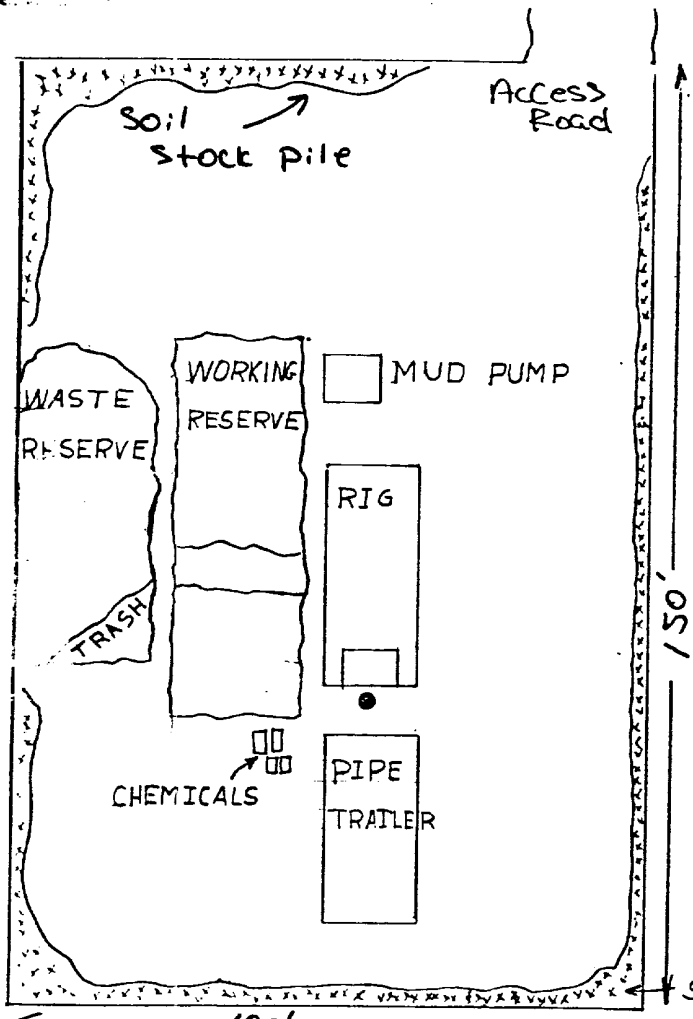 Access
Road
Soil
Stock pile
WORKING
RESERVE
MUD PUMP
WASTE
RESERVE
RIG
TRASH
150'
CHEMICALS
PIPE
TRAILER